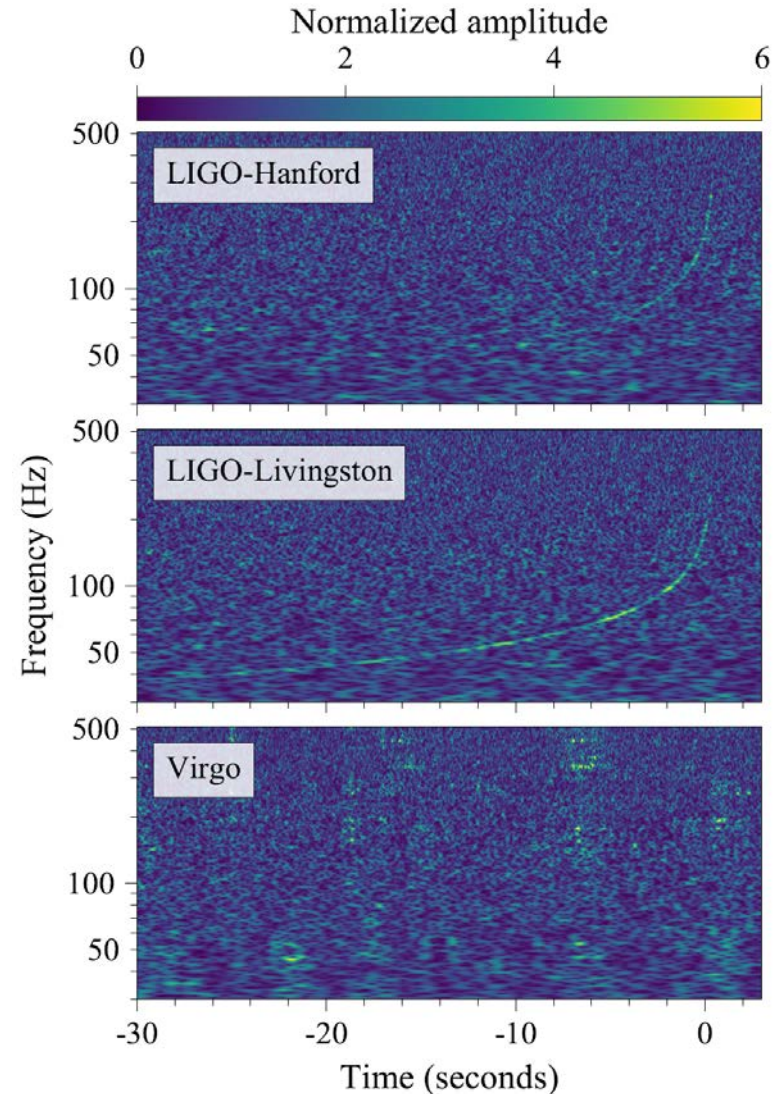 Normalized amplitude
0 2 4 6
500
LIGO-Hanford
100
50
500
LIGO-Livingston
100
50
Frequency (Hz)
500
Virgo
100
50
-30 -20 -10 0
Time (seconds)